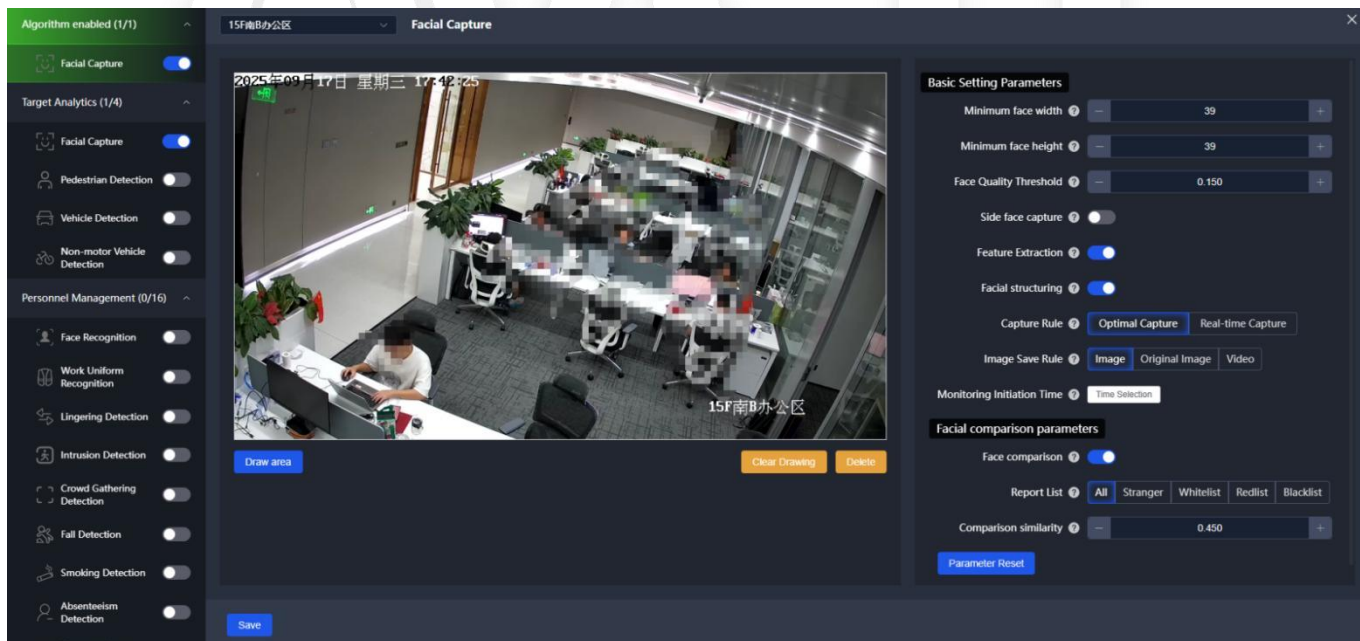 Algorithm enabled (1/1)
Facial Capture
Target Analytics (1/4)
Facial Capture
Pedestrian Detection
Vehicle Detection
Non-motor Vehicle
Detection
Personnel Management (0/16)
Face Recognition
Work Uniform
Recognition
Lingering Detection
Intrusion Detection
Crowd Gathering
Detection
Fall Detection
Smoking Detection
Absenteeism
Detection
15F南B办公区
Facial Capture
2025年09月17日 星期三 17:42:25
15F南B办公区
Draw area
Clear Drawing
Delete
Basic Setting Parameters
Minimum face width 39
Minimum face height 39
Face Quality Threshold 0.150
Side face capture
Feature Extraction
Facial structuring
Capture Rule Optimal Capture Real-time Capture
Image Save Rule Image Original Image Video
Monitoring Initiation Time Time Selection
Facial comparison parameters
Face comparison
Report List All Stranger Whitelist Redlist Blacklist
Comparison similarity 0.450
Parameter Reset
Save